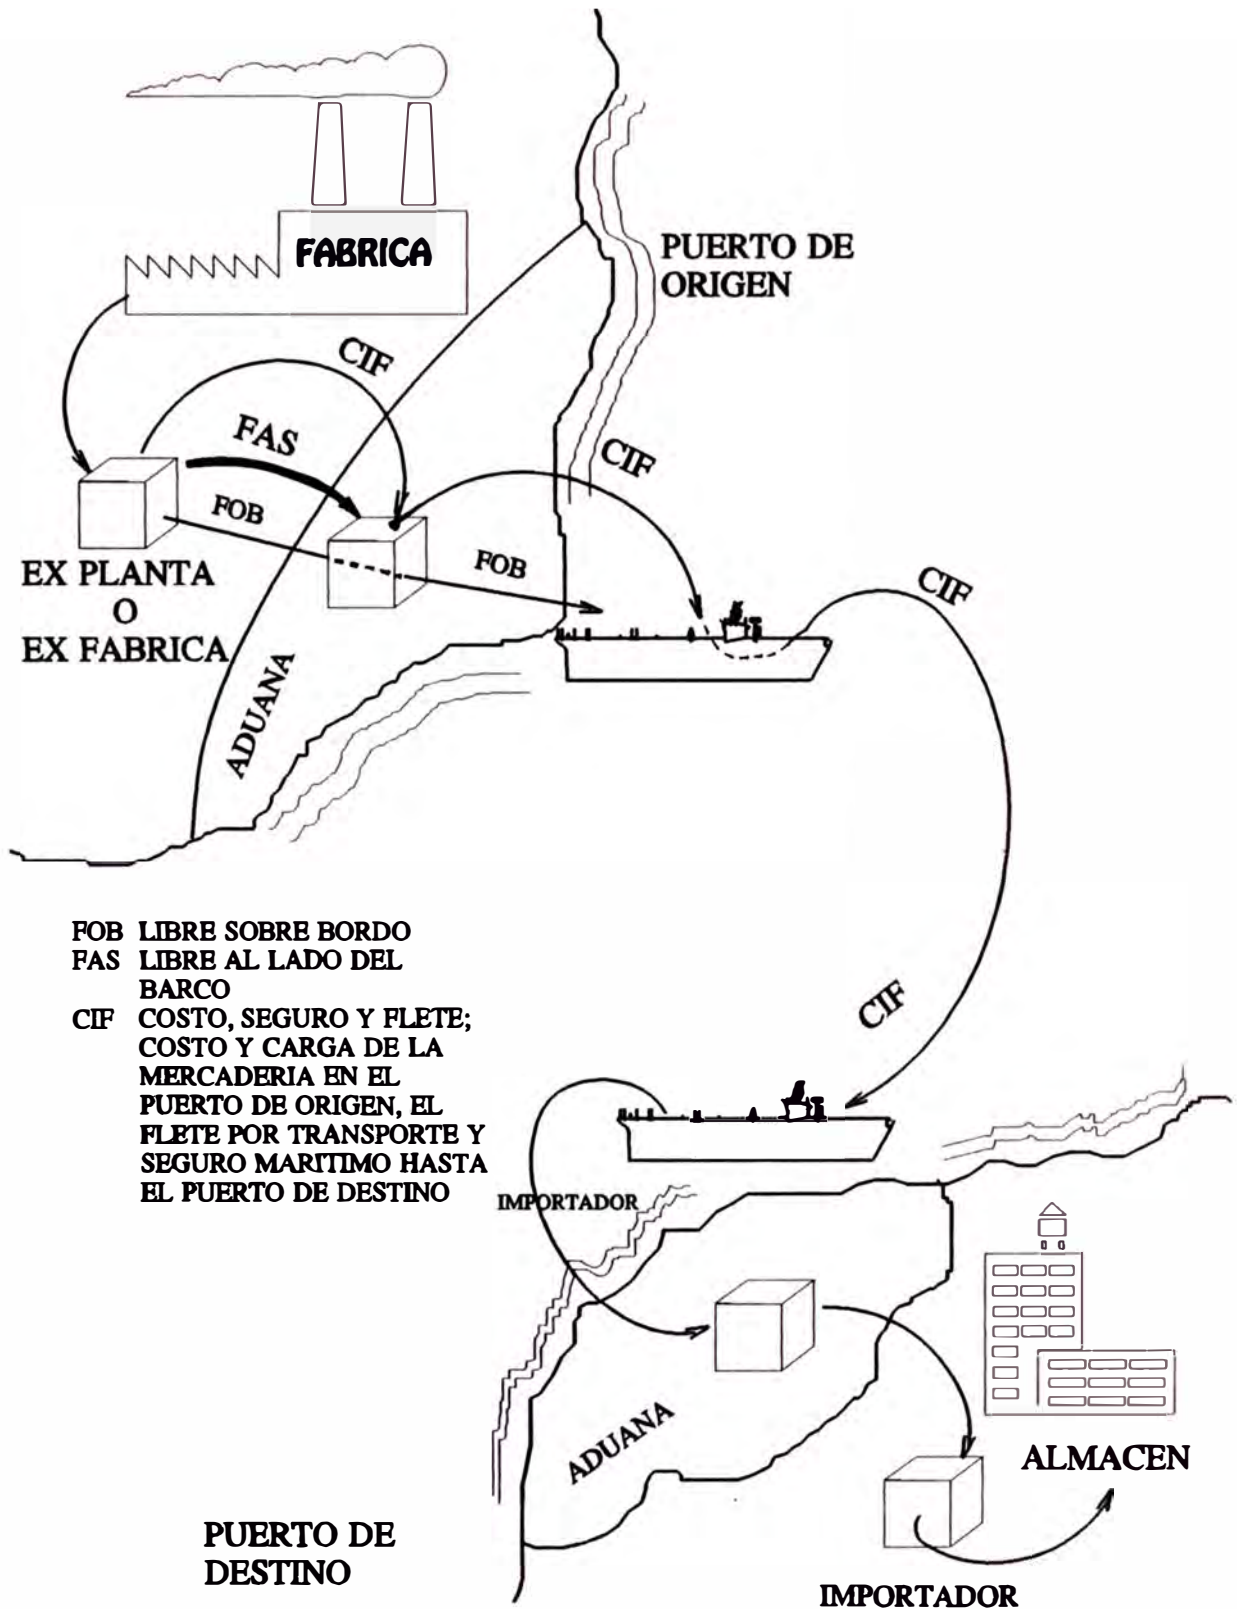 FABRICA
PUERTO DE
ORIGEN
CIF
FAS
CIF
FOB
FOB
CIF
EX PLANTA
O
EX FABRICA
ADUANA
FOB LIBRE SOBRE BORDO
FAS LIBRE AL LADO DEL
BARCO
CIF COSTO, SEGURO Y FLETE;
COSTO Y CARGA DE LA
MERCADERIA EN EL
PUERTO DE ORIGEN, EL
FLETE POR TRANSPORTE Y
SEGURO MARITIMO HASTA
EL PUERTO DE DESTINO
CIF
IMPORTADOR
ADUANA
ALMACEN
PUERTO DE
DESTINO
IMPORTADOR